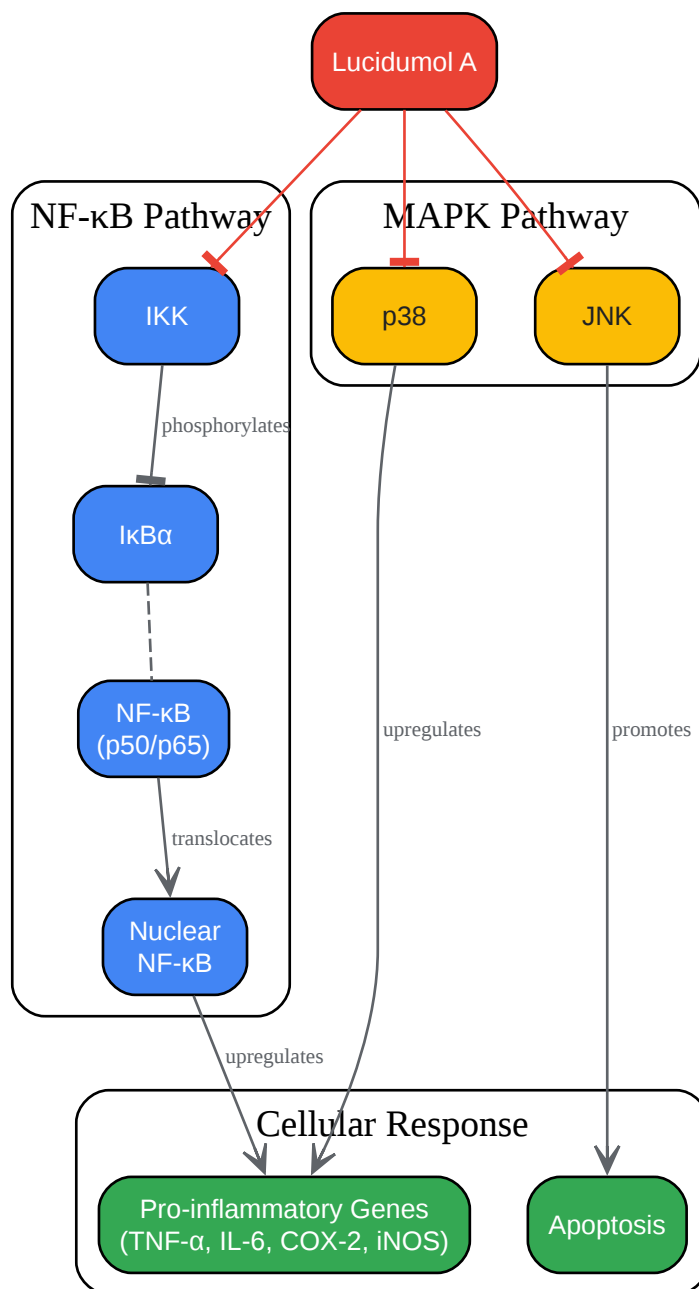 Lucidumol A
NF-κB Pathway
MAPK Pathway
IKK
p38
JNK
phosphorylates
IκBα
NF-κB
(p50/p65)
upregulates
promotes
translocates
Nuclear
NF-κB
upregulates
Cellular Response
Pro-inflammatory Genes
(TNF-α, IL-6, COX-2, iNOS)
Apoptosis